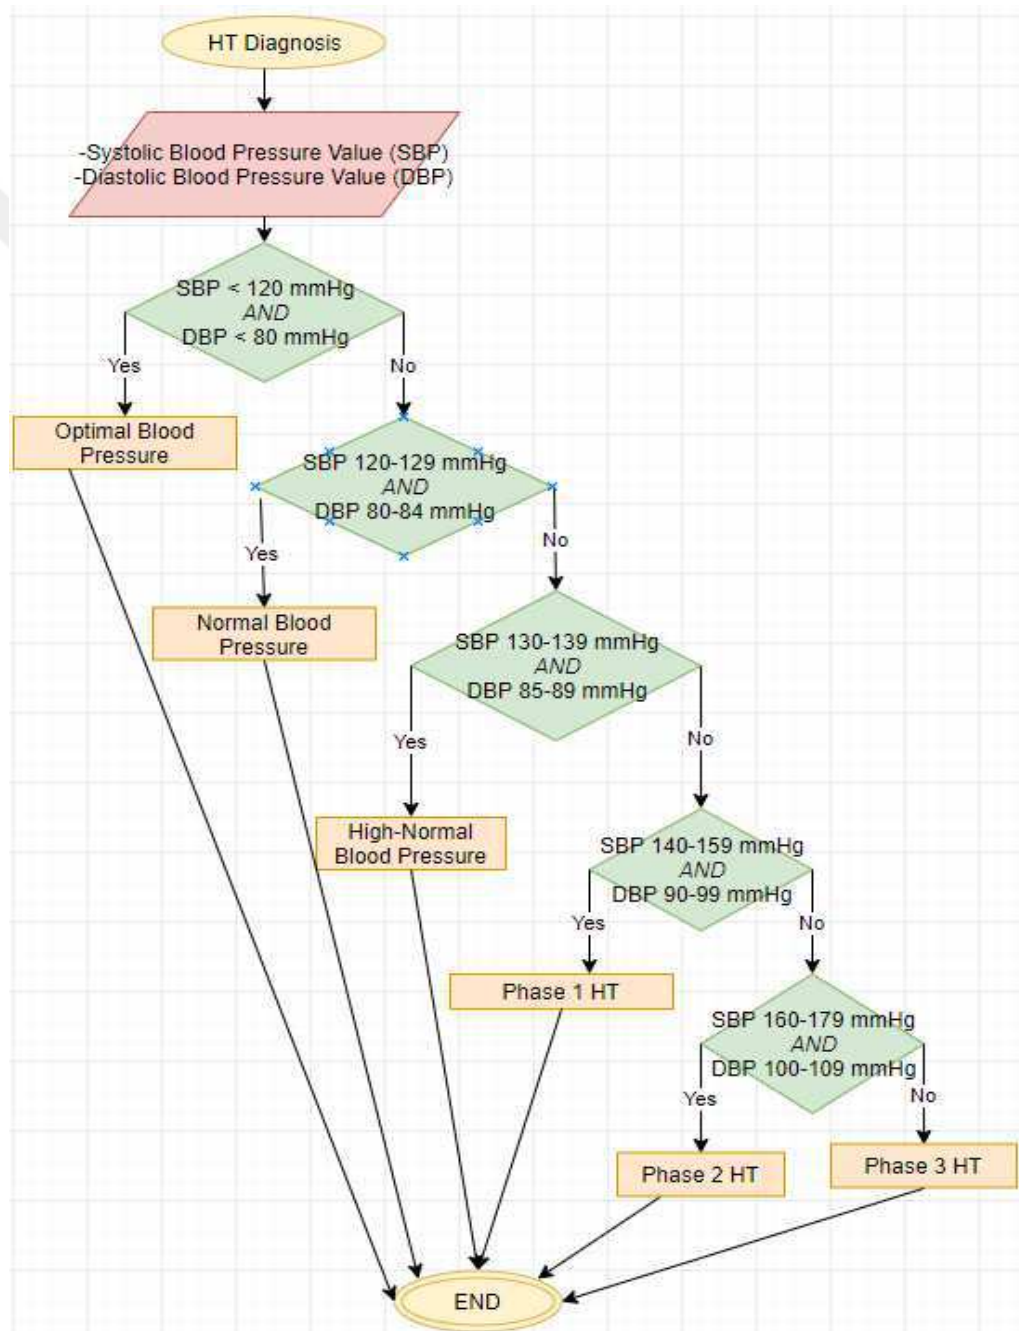 HT Diagnosis
-Systolic Blood Pressure Value (SBP)
-Diastolic Blood Pressure Value (DBP)
SBP < 120 mmHg
AND
DBP < 80 mmHg
Yes
No
Optimal Blood
Pressure
SBP 120-129 mmHg
AND
DBP 80-84 mmHg
Yes
No
Normal Blood
Pressure
SBP 130-139 mmHg
AND
DBP 85-89 mmHg
Yes
No
High-Normal
Blood Pressure
SBP 140-159 mmHg
AND
DBP 90-99 mmHg
Yes
No
Phase 1 HT
SBP 160-179 mmHg
AND
DBP 100-109 mmHg
Yes
No
Phase 2 HT
Phase 3 HT
END